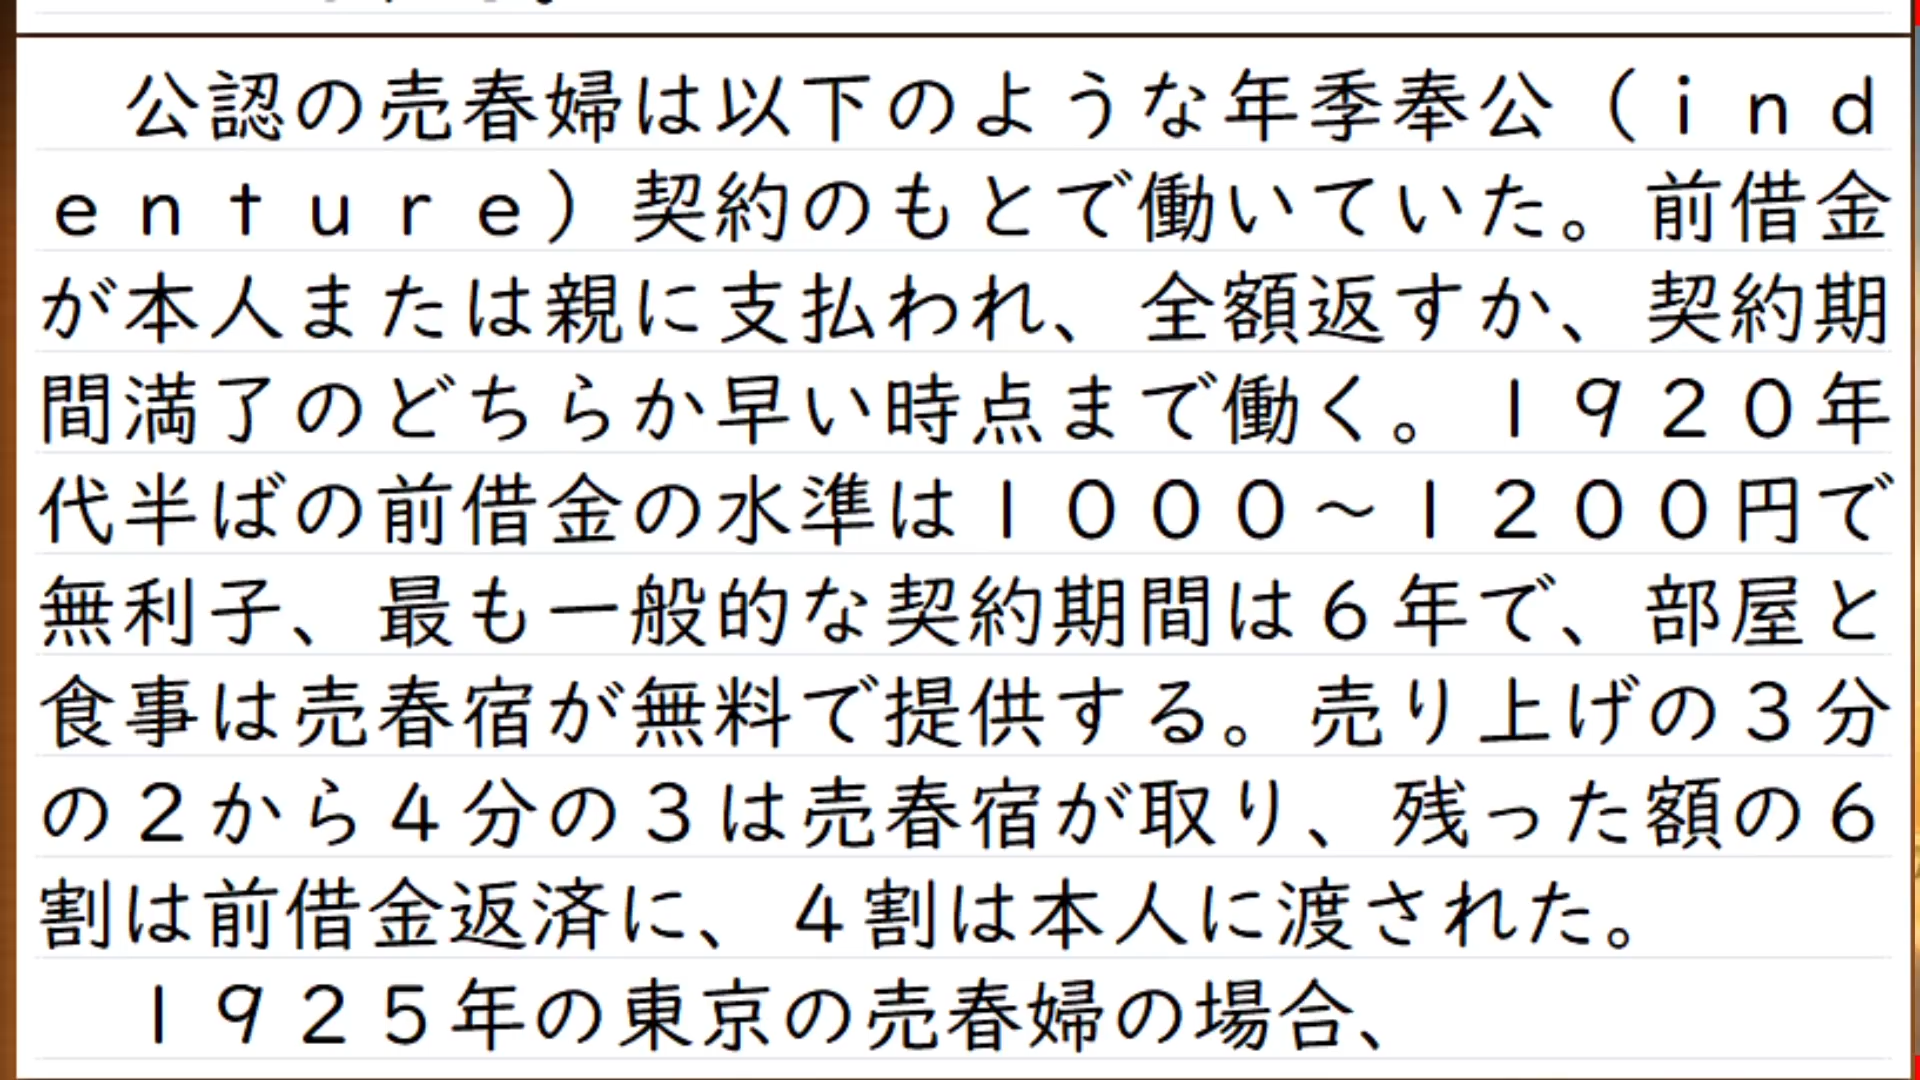 公認の売春婦は以下のような年季奉公（ｉｎｄ
ｅｎｔｕｒｅ）契約のもとで働いていた。前借金
が本人または親に支払われ、全額返すか、契約期
間満了のどちらか早い時点まで働く。１９２０年
代半ばの前借金の水準は１０００～１２００円で
無利子、最も一般的な契約期間は６年で、部屋と
食事は売春宿が無料で提供する。売り上げの３分
の２から４分の３は売春宿が取り、残った額の６
割は前借金返済に、４割は本人に渡された。
１９２５年の東京の売春婦の場合、